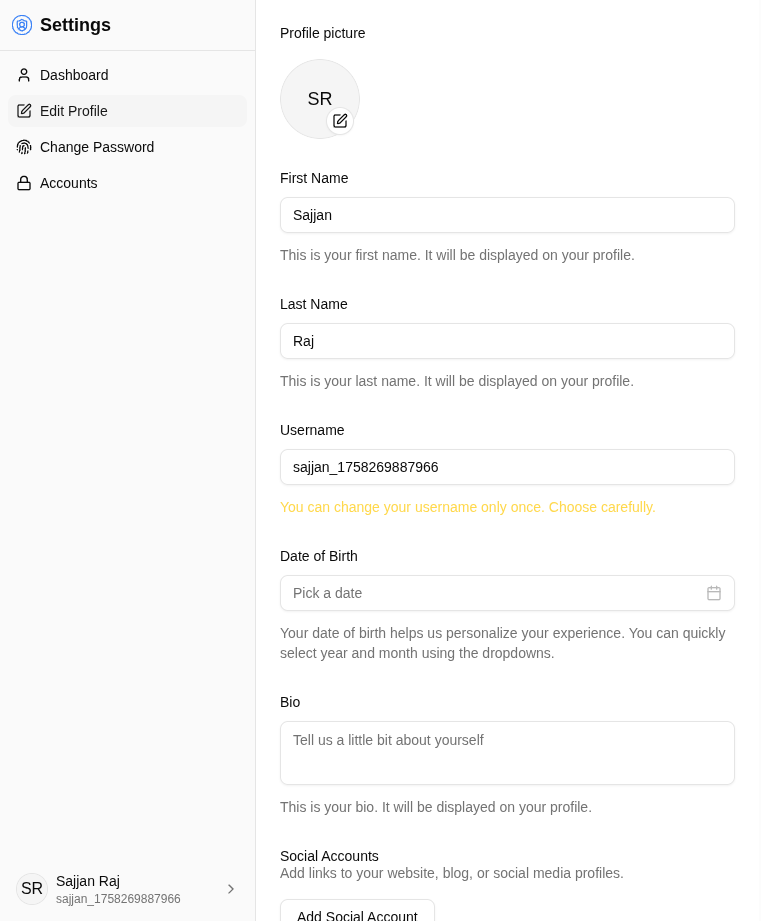 Settings
Dashboard
Edit Profile
Change Password
Accounts
SR
Sajjan Raj
sajjan_1758269887966
Profile picture
SR
First Name
Sajjan
This is your first name. It will be displayed on your profile.
Last Name
Raj
This is your last name. It will be displayed on your profile.
Username
sajjan_1758269887966
You can change your username only once. Choose carefully.
Date of Birth
Pick a date
Your date of birth helps us personalize your experience. You can quickly
select year and month using the dropdowns.
Bio
Tell us a little bit about yourself
This is your bio. It will be displayed on your profile.
Social Accounts
Add links to your website, blog, or social media profiles.
Add Social Account